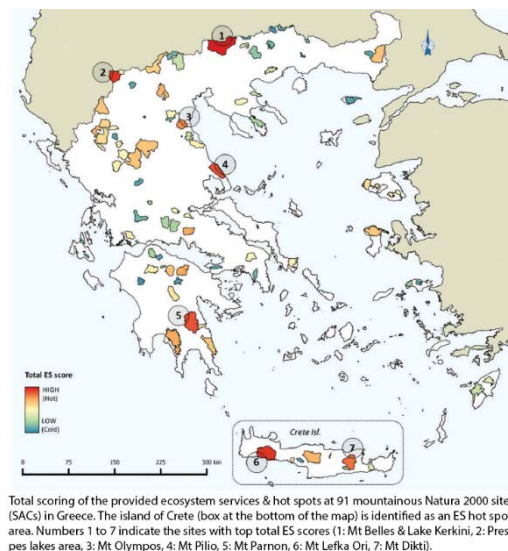 1
2
3
4
5
Total ES score
HIGH
(Hot)
LOW
(Cold)
0 75 150 300 km
Crete Isl.
7
6
Total scoring of the provided ecosystem services & hot spots at 91 mountainous Natura 2000 site
(SACs) in Greece. The island of Crete (box at the bottom of the map) is identified as an ES hot spo
area. Numbers 1 to 7 indicate the sites with top total ES scores (1: Mt Belles & Lake Kerkini, 2: Pres
pes lakes area, 3: Mt Olympos, 4: Mt Pilio, 5: Mt Parnon, 6: Mt Lefka Ori, 7: Mt Dikti).